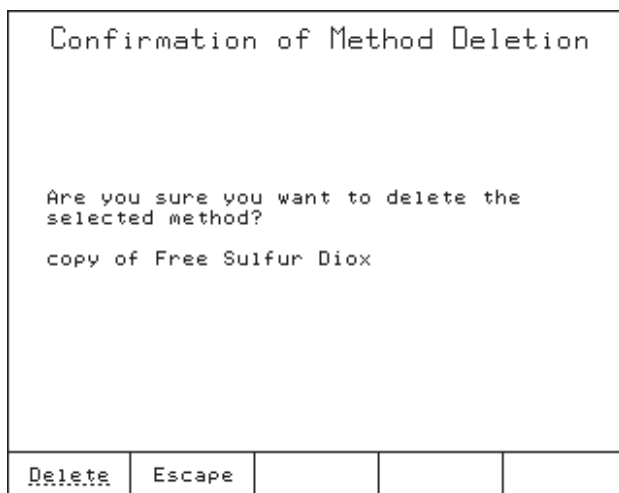 Confirmation of Method Deletion
Are you sure you want to delete the
selected method?
copy of Free Sulfur Diox
Delete
Escape